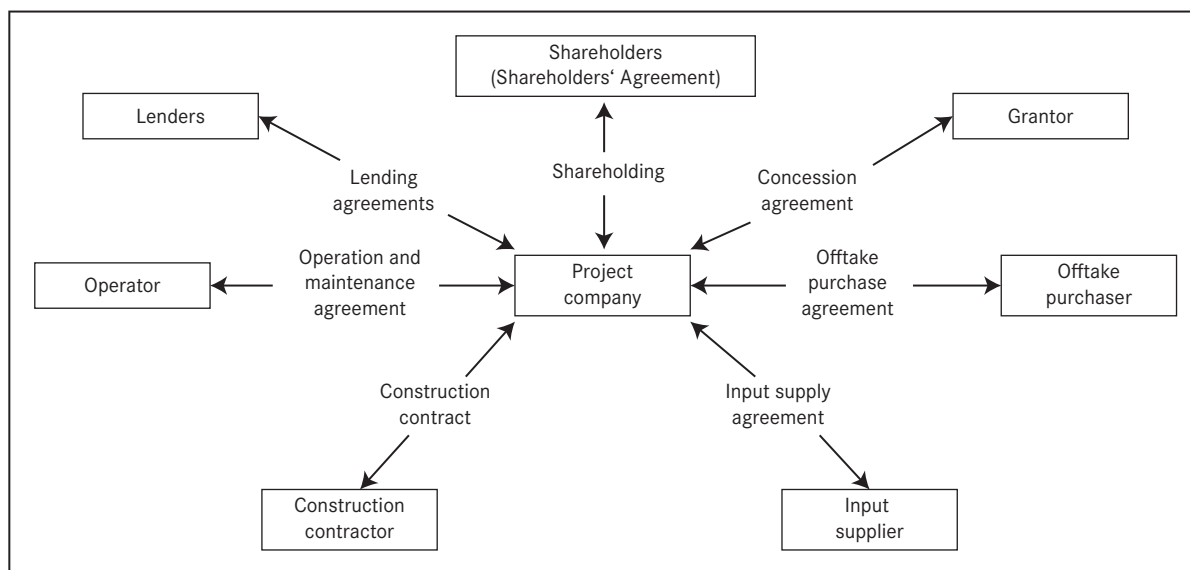 Shareholders
(Shareholders‘ Agreement)
Lenders
Grantor
Shareholding
Lending
agreements
Concession
agreement
Operator
Operation and
maintenance
agreement
Project
company
Offtake
purchase
agreement
Offtake
purchaser
Construction
contract
Input supply
agreement
Construction
contractor
Input
supplier